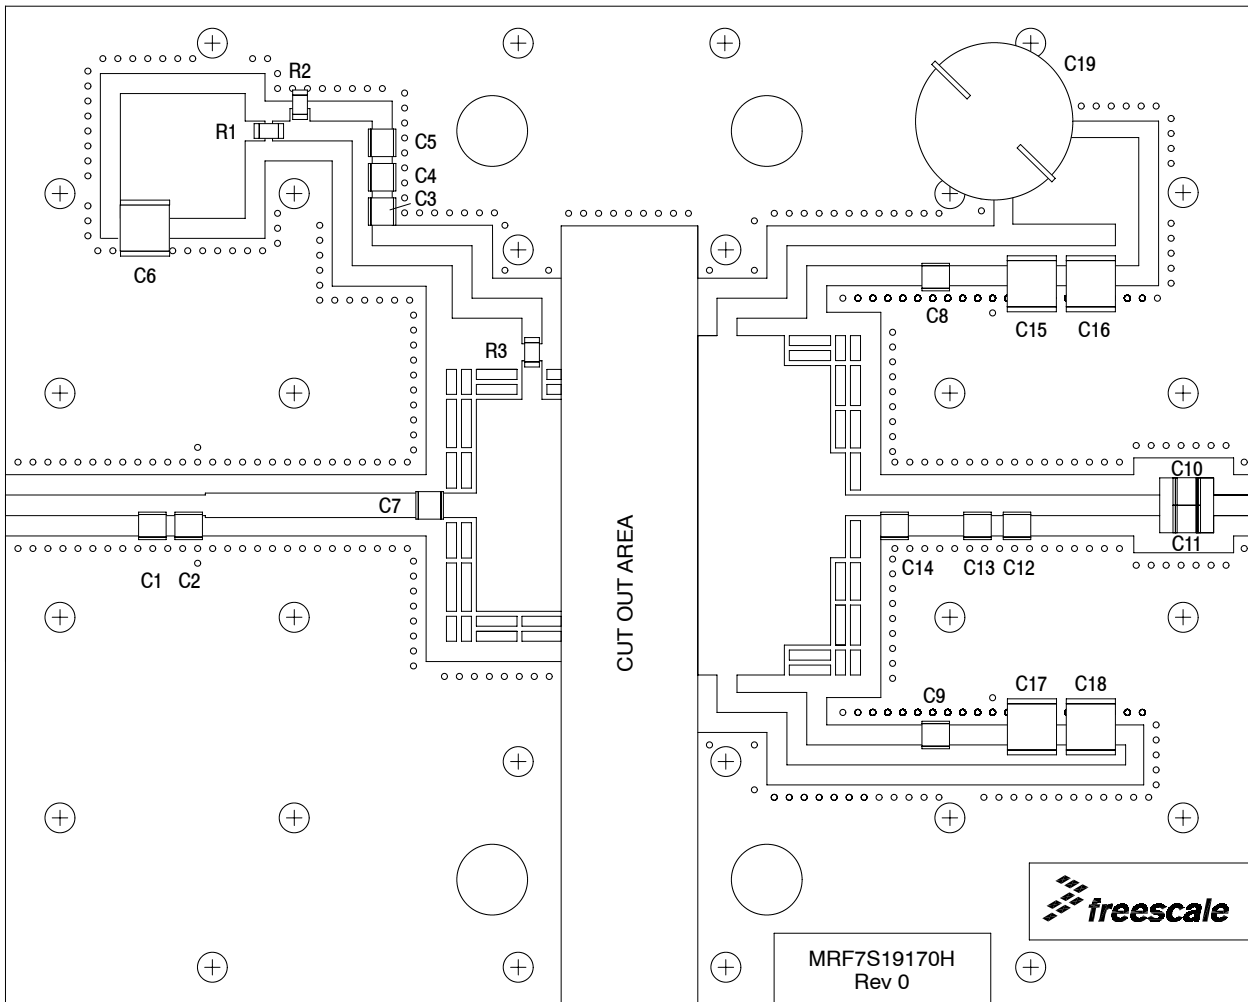 C19
R2
R1
C5
C4
C3
C6
C8
C15
C16
R3
C10
C7
C11
C1
C2
C14
C13
C12
CUT OUT AREA
C9
C17
C18
freescale
MRF7S19170H
Rev 0